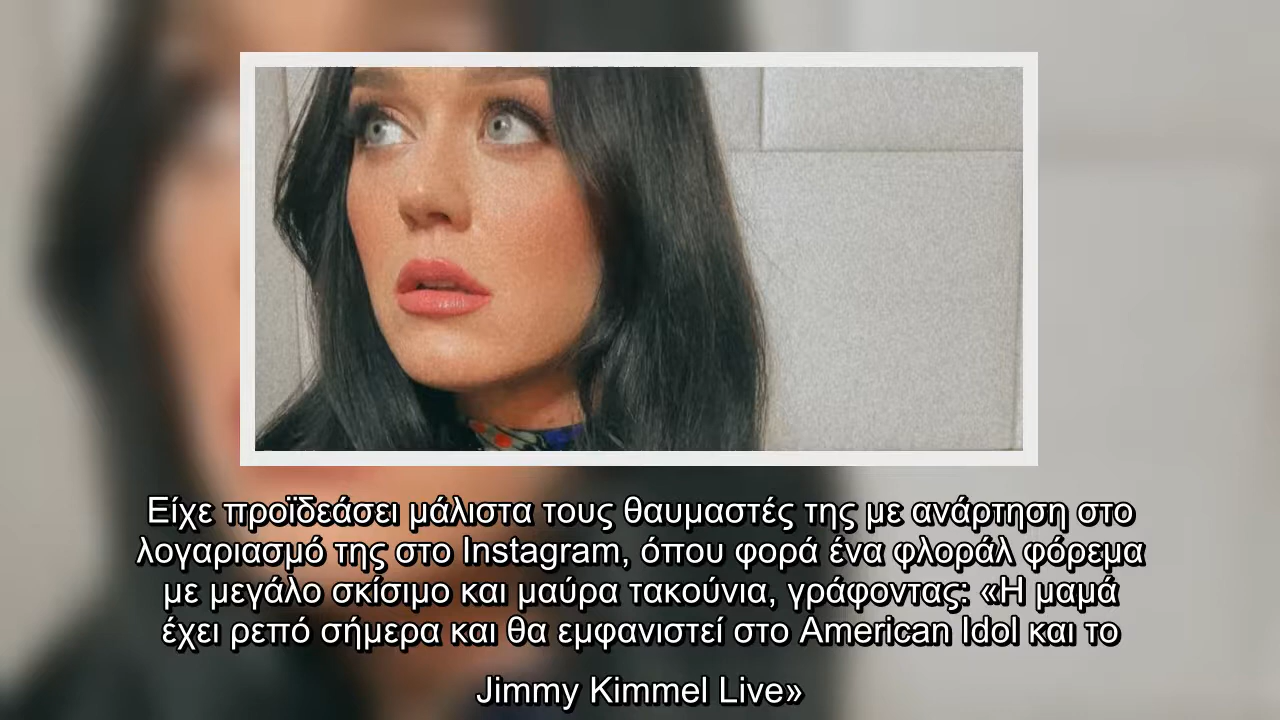 Είχε προϊδεάσει μάλιστα τους θαυμαστές της με ανάρτηση στο
λογαριασμό της στο Instagram, όπου φορά ένα φλοράλ φόρεμα
με μεγάλο σκίσιμο και μαύρα τακούνια, γράφοντας: «Η μαμά
έχει ρεπό σήμερα και θα εμφανιστεί στο American Idol και το
Jimmy Kimmel Live»